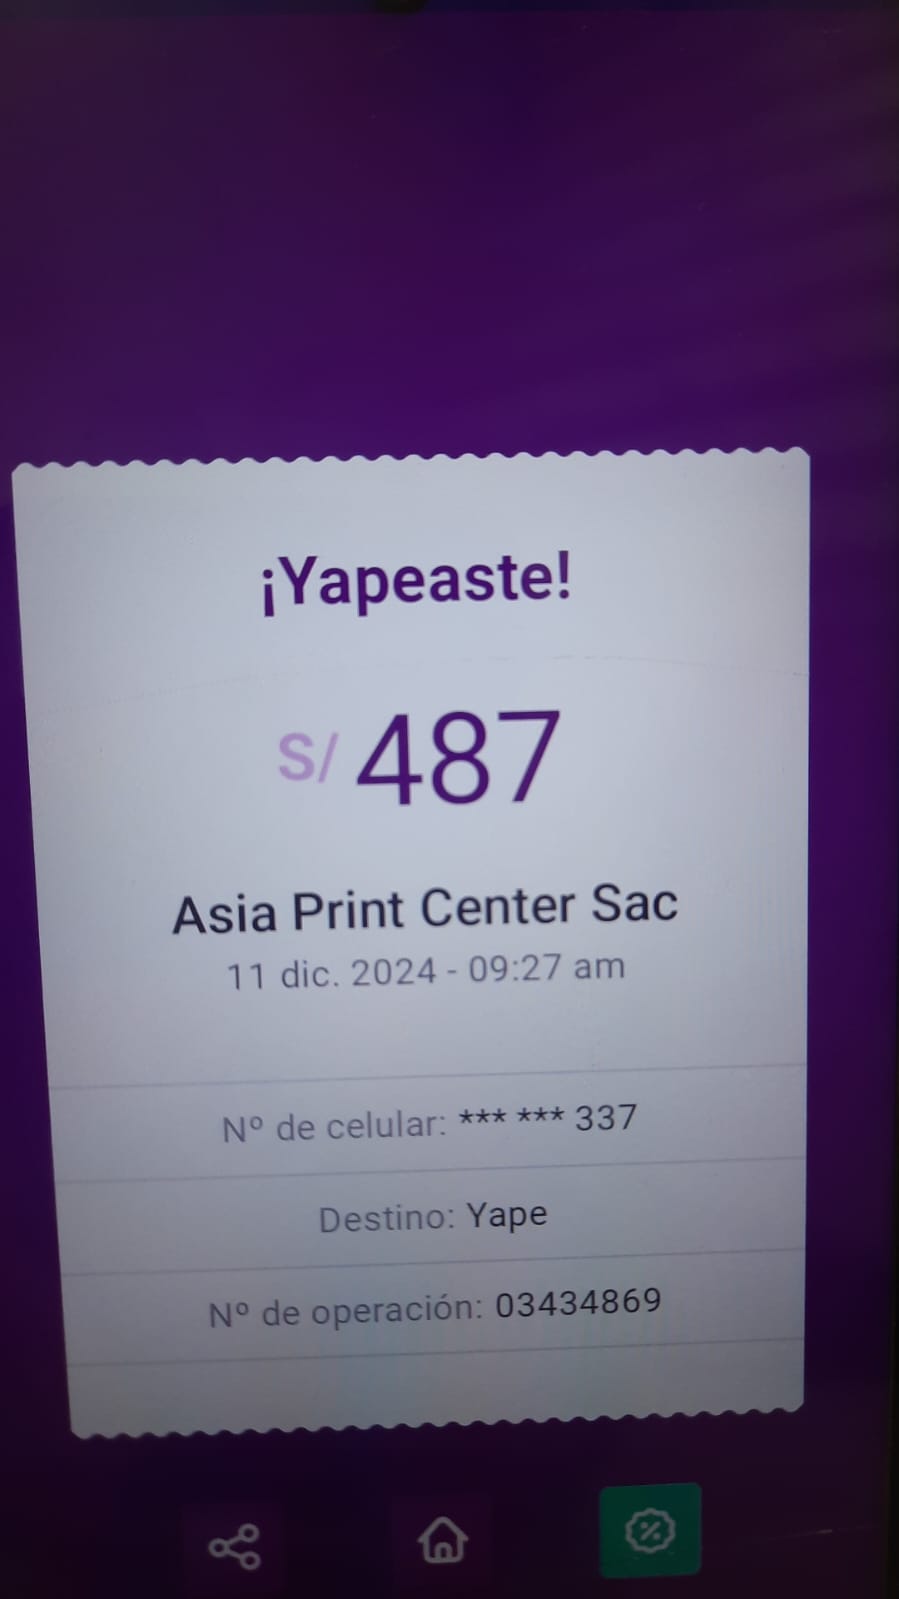 ¡Yapeaste!
S/ 487
Asia Print Center Sac
11 dic. 2024 - 09:27 am
Nº de celular: *** *** 337
Destino: Yape
Nº de operación: 03434869